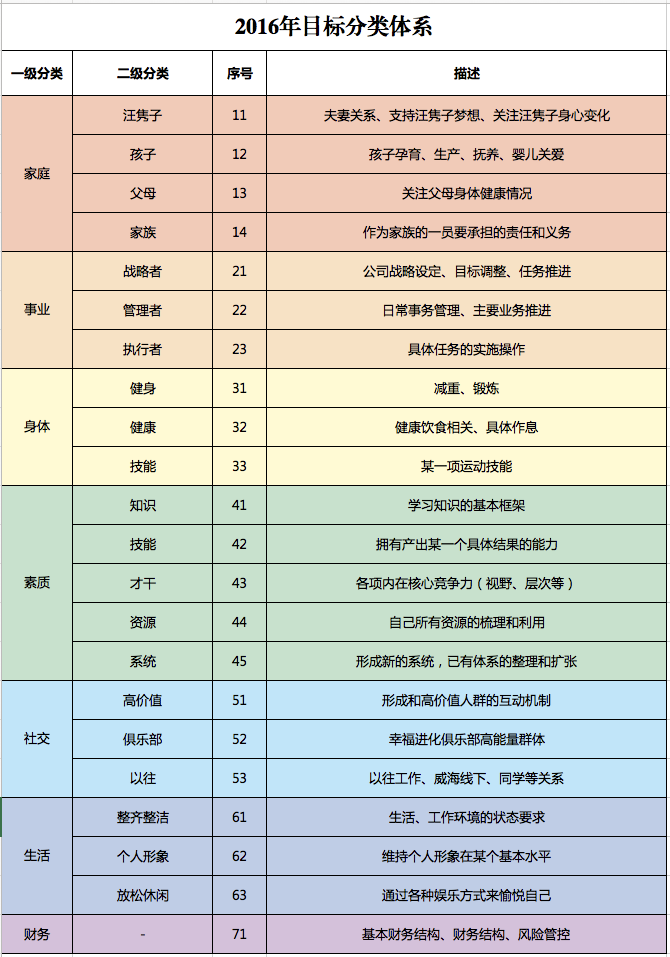 2016年目标分类体系
一级分类 二级分类 序号 描述
家庭 汪隽子 11 夫妻关系、支持汪隽子梦想、关注汪隽子身心变化
孩子 12 孩子孕育、生产、抚养、婴儿关爱
父母 13 关注父母身体健康情况
家族 14 作为家族的一员要承担的责任和义务
事业 战略者 21 公司战略设定、目标调整、任务推进
管理者 22 日常事务管理、主要业务推进
执行者 23 具体任务的实施操作
身体 健身 31 减重、锻炼
健康 32 健康饮食相关、具体作息
技能 33 某一项运动技能
素质 知识 41 学习知识的基本框架
技能 42 拥有产出某一个具体结果的能力
才干 43 各项内在核心竞争力（视野、层次等）
资源 44 自己所有资源的梳理和利用
系统 45 形成新的系统，已有体系的整理和扩张
社交 高价值 51 形成和高价值人群的互动机制
俱乐部 52 幸福进化俱乐部高能量群体
以往 53 以往工作、威海线下、同学等关系
生活 整齐整洁 61 生活、工作环境的状态要求
个人形象 62 维持个人形象在某个基本水平
放松休闲 63 通过各种娱乐方式来愉悦自己
财务 - 71 基本财务结构、财务结构、风险管控